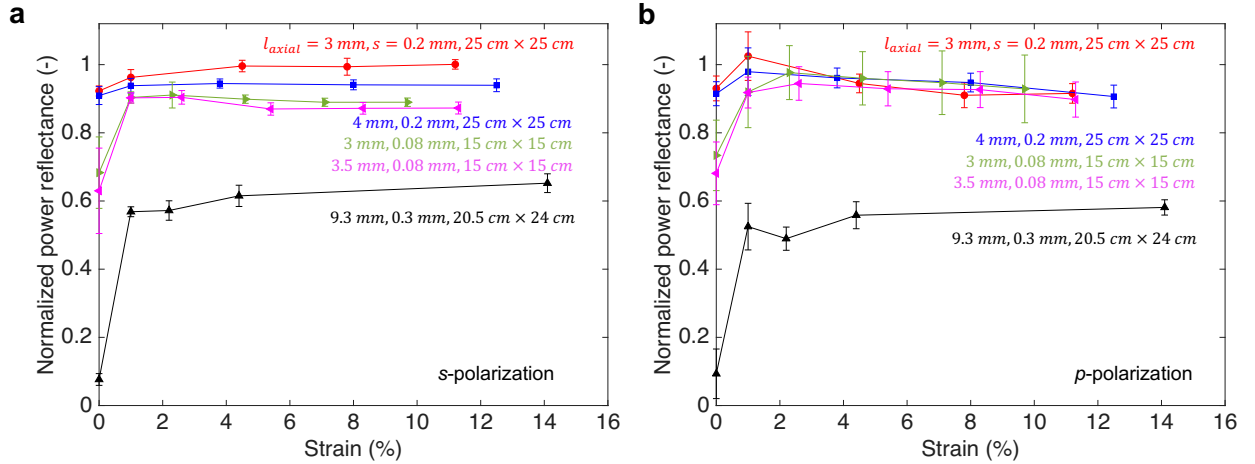 a
Normalized power reflectance (-)
1
0.8
0.6
0.4
0.2
0
0 2 4 6 8 10 12 14 16
Strain (%)
l_axial = 3 mm, s = 0.2 mm, 25 cm × 25 cm
4 mm, 0.2 mm, 25 cm × 25 cm
3 mm, 0.08 mm, 15 cm × 15 cm
3.5 mm, 0.08 mm, 15 cm × 15 cm
9.3 mm, 0.3 mm, 20.5 cm × 24 cm
s-polarization
b
Normalized power reflectance (-)
1
0.8
0.6
0.4
0.2
0
0 2 4 6 8 10 12 14 16
Strain (%)
l_axial = 3 mm, s = 0.2 mm, 25 cm × 25 cm
4 mm, 0.2 mm, 25 cm × 25 cm
3 mm, 0.08 mm, 15 cm × 15 cm
3.5 mm, 0.08 mm, 15 cm × 15 cm
9.3 mm, 0.3 mm, 20.5 cm × 24 cm
p-polarization